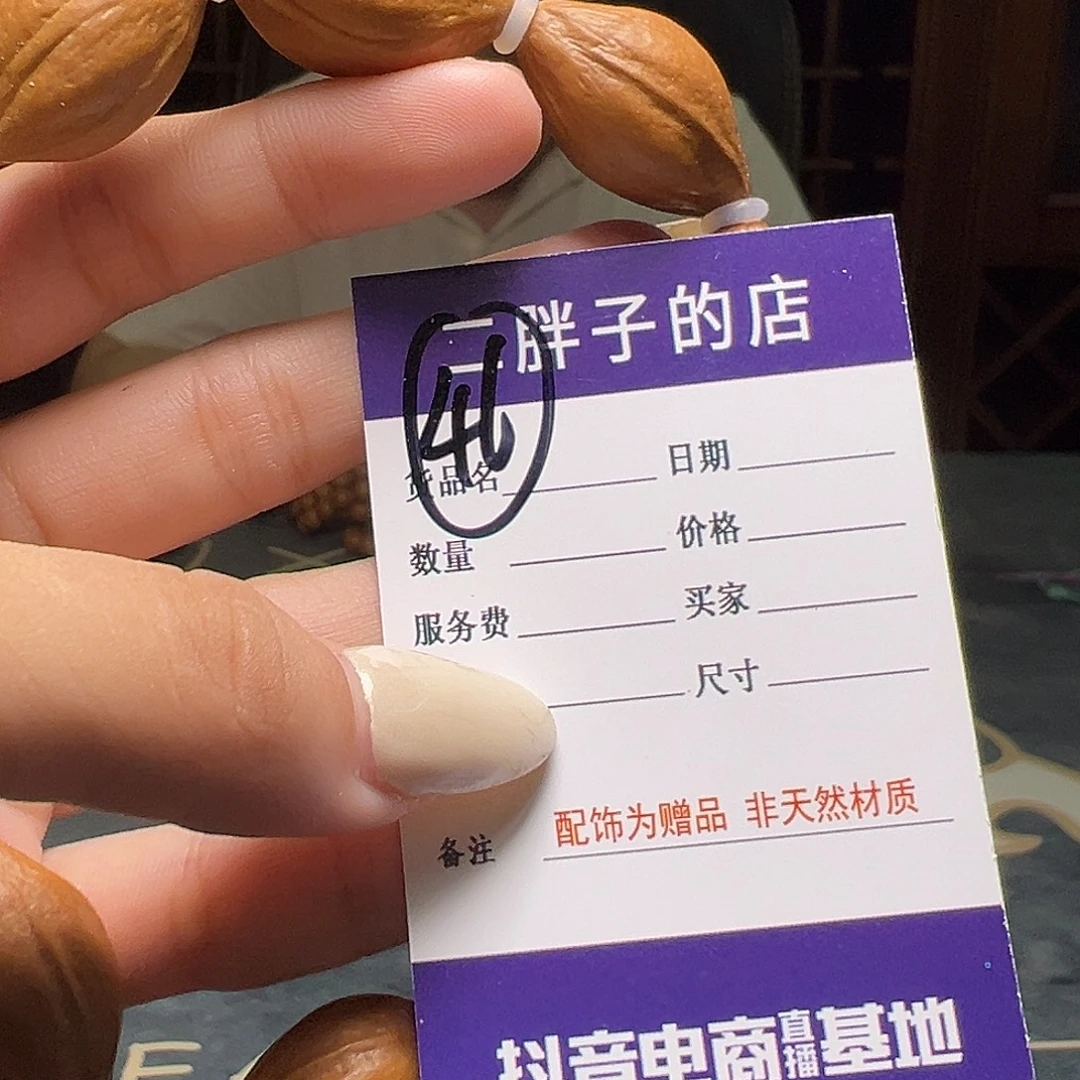 二胖子的店
货品名 日期
数量 价格
服务费 买家
尺寸
备注 配饰为赠品 非天然材质
抖音电商直播基地